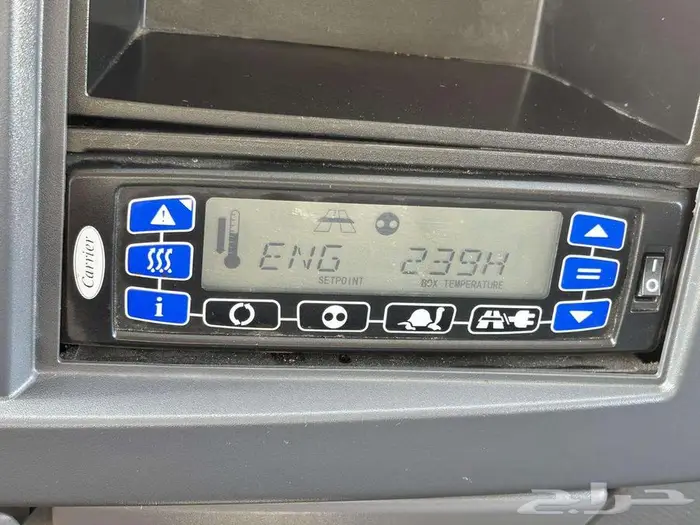 Carrier
ENG 239H
SETPOINT BOX TEMPERATURE
i
I
O
حراج